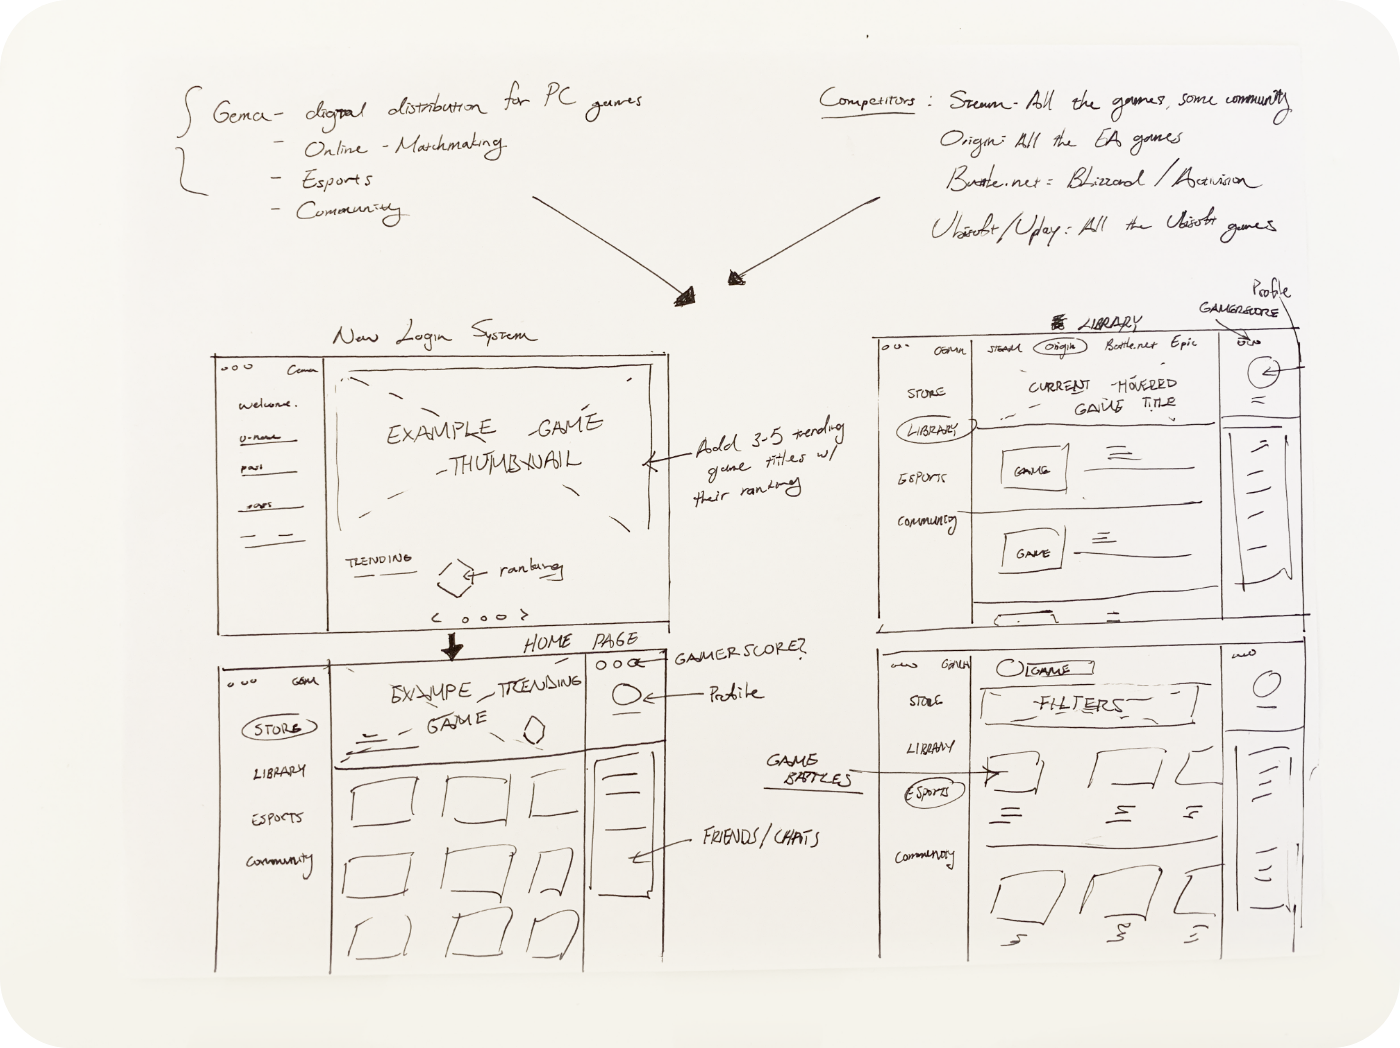 Gema - digital distribution for PC games
- Online - Matchmaking
- Esports
- Community
Competitors : Steam - All the games, some community
Origin: All the EA games
Battle.net = Blizzard / Activision
Ubisoft/Uplay: All the Ubisoft games
New Login System
Gema
Welcome.
U-name
pass
EXAMPLE GAME
THUMBNAIL
TRENDING
ranking
< o o o >
Add 3-5 trending
game titles w/
their ranking
HOME PAGE
GEM
STORE
LIBRARY
ESPORTS
Community
EXAMPE TRENDING
GAME
GAMERSCORE?
Profile
FRIENDS/CHATS
Profile
GAMERSCORE
LIBRARY
GEMA
STEAM Origin Battle.net Epic
STORE
LIBRARY
ESPORTS
Community
CURRENT - HOVERED
GAME TITLE
GAME
GAME
GEMA
STORE
LIBRARY
ESPORTS
Community
GAME
FILTERS
GAME
BATTLES